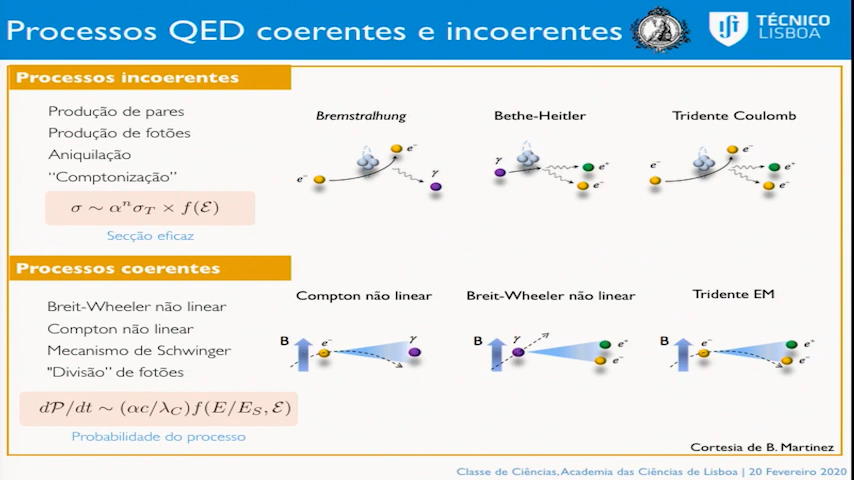 Processos QED coerentes e incoerentes
TÉCNICO
LISBOA
Processos incoerentes
Produção de pares
Produção de fotões
Aniquilação
"Comptonização"
σ ~ αⁿσ_T × f(ℰ)
Secção eficaz
Bremstralhung
Bethe-Heitler
Tridente Coulomb
e⁻ e⁻ γ
γ e⁺ e⁻
e⁻ e⁻ e⁺ e⁻
Processos coerentes
Breit-Wheeler não linear
Compton não linear
Mecanismo de Schwinger
"Divisão" de fotões
d𝒫/dt ~ (αc/λ_C)f(E/E_S, ℰ)
Probabilidade do processo
Compton não linear
Breit-Wheeler não linear
Tridente EM
B e⁻ γ
B γ e⁺ e⁻
B e⁻ e⁺ e⁻
Cortesia de B. Martinez
Classe de Ciências, Academia das Ciências de Lisboa | 20 Fevereiro 2020